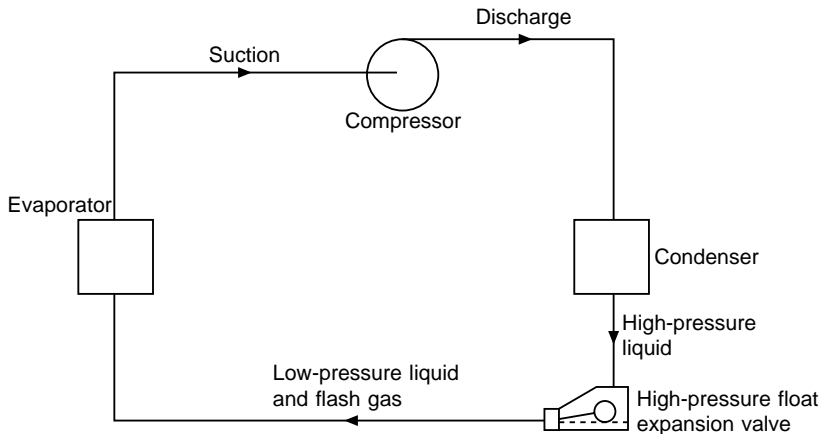 Discharge
Suction
Compressor
Evaporator
Condenser
High-pressure
liquid
Low-pressure liquid
and flash gas
High-pressure float
expansion valve